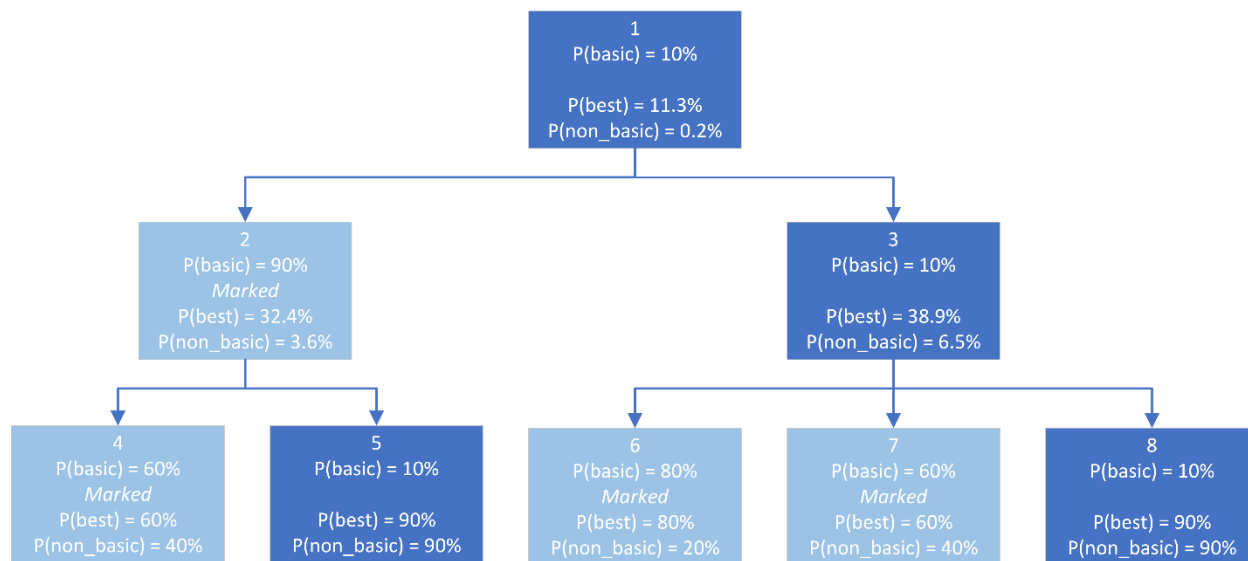 1
P(basic) = 10%
P(best) = 11.3%
P(non_basic) = 0.2%
2
P(basic) = 90%
Marked
P(best) = 32.4%
P(non_basic) = 3.6%
3
P(basic) = 10%
P(best) = 38.9%
P(non_basic) = 6.5%
4
P(basic) = 60%
Marked
P(best) = 60%
P(non_basic) = 40%
5
P(basic) = 10%
P(best) = 90%
P(non_basic) = 90%
6
P(basic) = 80%
Marked
P(best) = 80%
P(non_basic) = 20%
7
P(basic) = 60%
Marked
P(best) = 60%
P(non_basic) = 40%
8
P(basic) = 10%
P(best) = 90%
P(non_basic) = 90%